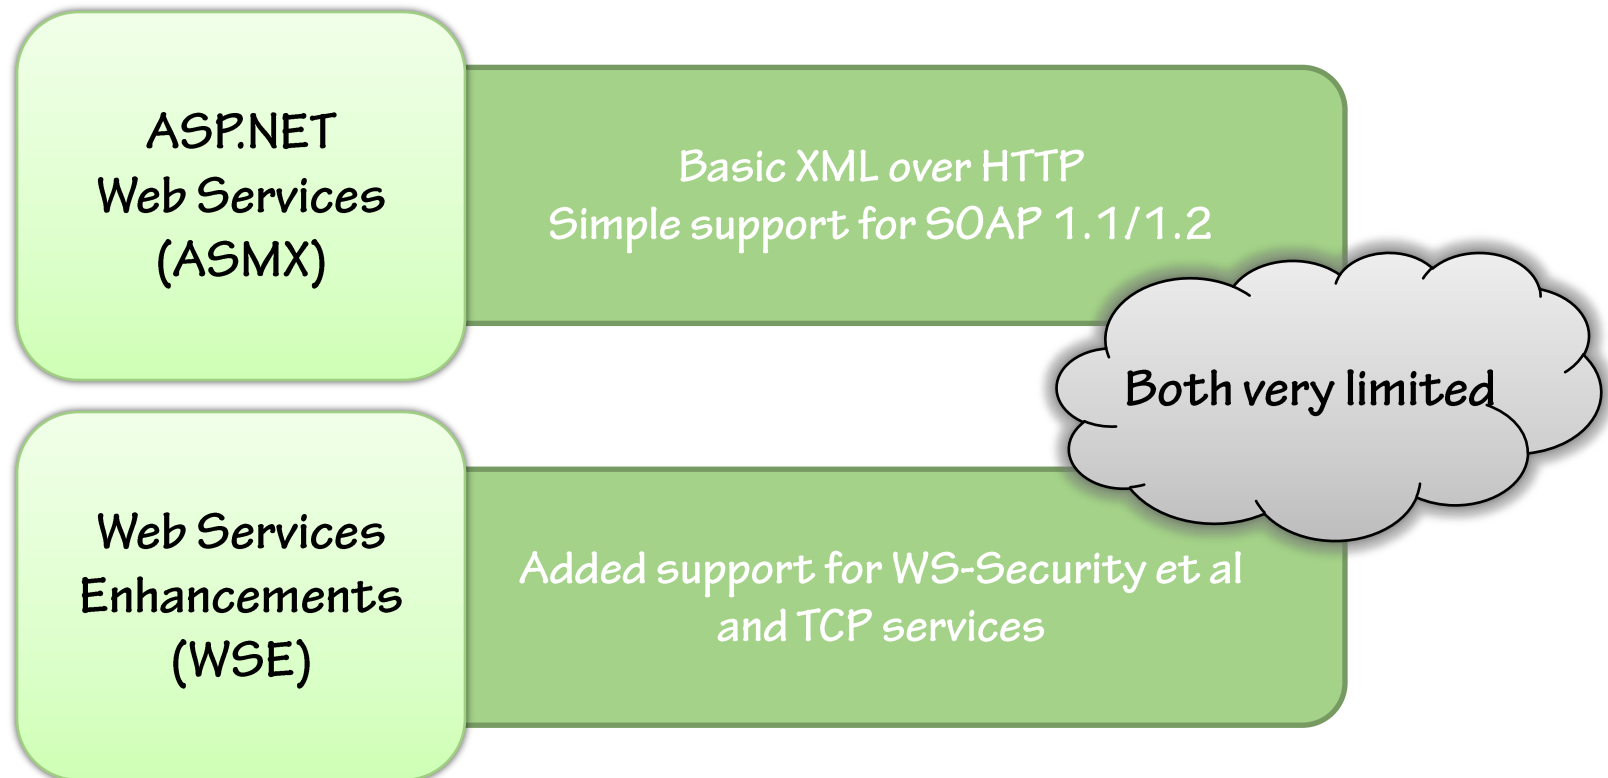 ASP.NET
Web Services
(ASMX)
Basic XML over HTTP
Simple support for SOAP 1.1/1.2
Both very limited
Web Services
Enhancements
(WSE)
Added support for WS-Security et al
and TCP services